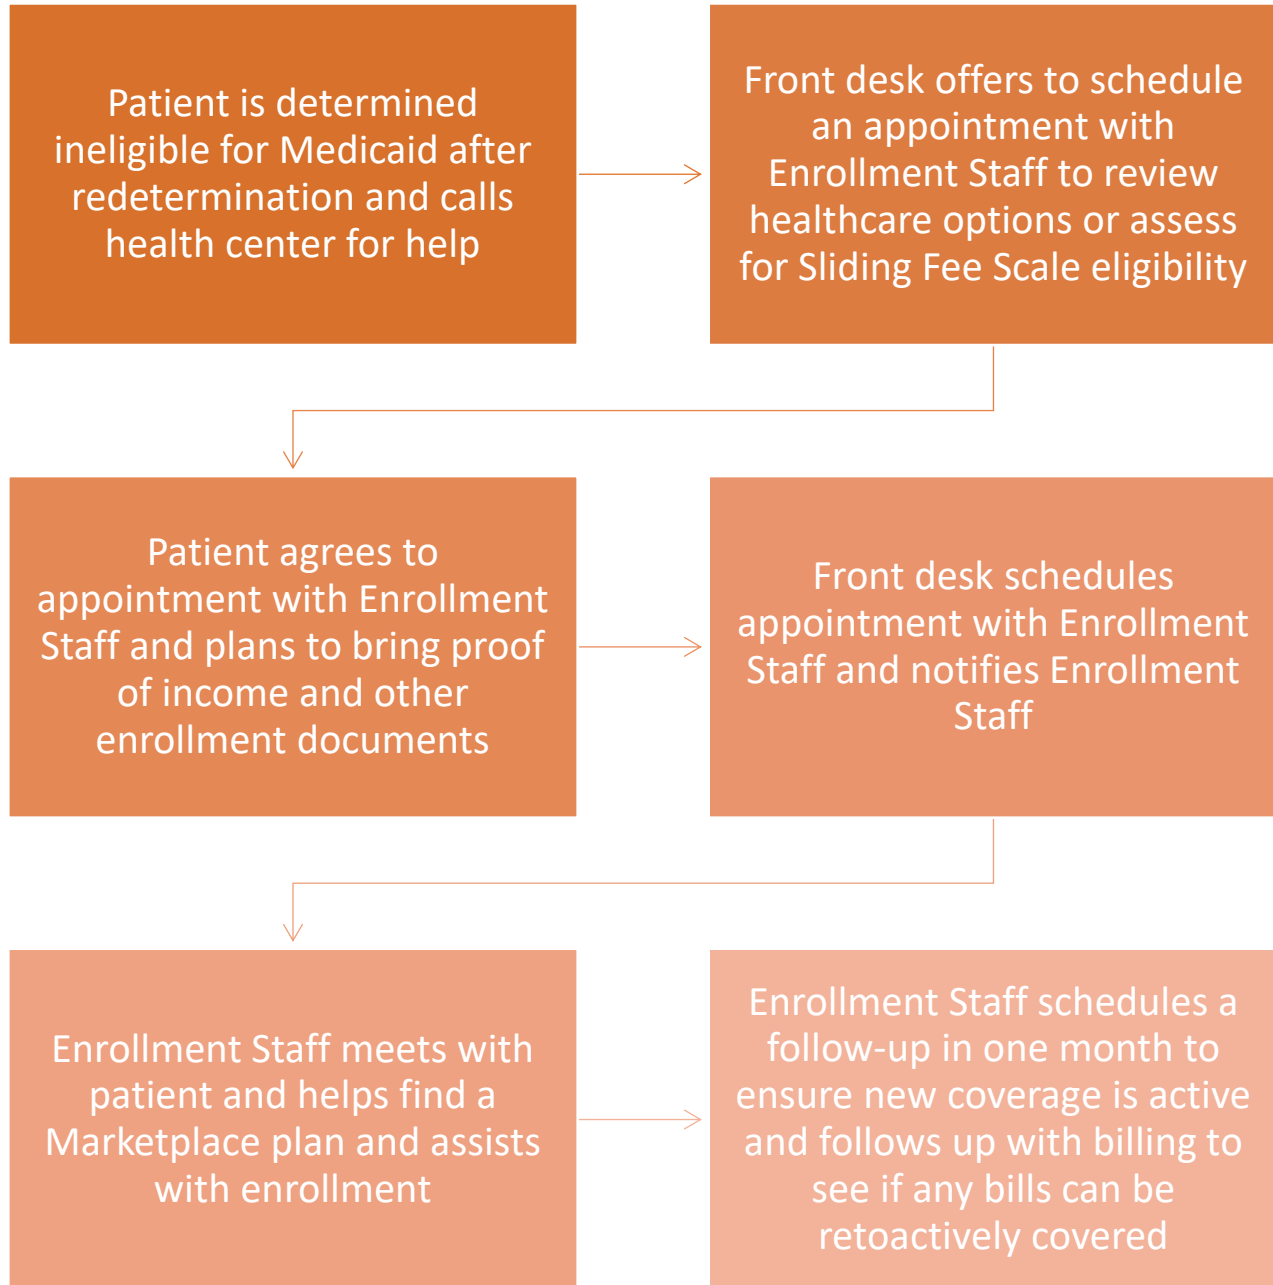 Patient is determined
ineligible for Medicaid after
redetermination and calls
health center for help
Front desk offers to schedule
an appointment with
Enrollment Staff to review
healthcare options or assess
for Sliding Fee Scale eligibility
Patient agrees to
appointment with Enrollment
Staff and plans to bring proof
of income and other
enrollment documents
Front desk schedules
appointment with Enrollment
Staff and notifies Enrollment
Staff
Enrollment Staff meets with
patient and helps find a
Marketplace plan and assists
with enrollment
Enrollment Staff schedules a
follow-up in one month to
ensure new coverage is active
and follows up with billing to
see if any bills can be
retoactively covered